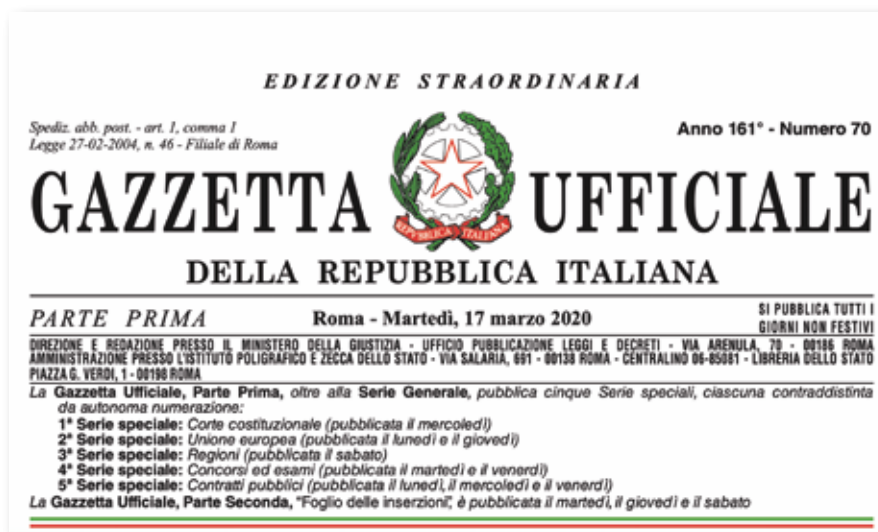 EDIZIONE STRAORDINARIA
Spediz. abb. post. - art. 1, comma 1
Legge 27-02-2004, n. 46 - Filiale di Roma
Anno 161° - Numero 70
GAZZETTA UFFICIALE
REPVBBLICA ITALIANA
DELLA REPUBBLICA ITALIANA
PARTE PRIMA
Roma - Martedì, 17 marzo 2020
SI PUBBLICA TUTTI I
GIORNI NON FESTIVI
DIREZIONE E REDAZIONE PRESSO IL MINISTERO DELLA GIUSTIZIA - UFFICIO PUBBLICAZIONE LEGGI E DECRETI - VIA ARENULA, 70 - 00186 ROMA
AMMINISTRAZIONE PRESSO L'ISTITUTO POLIGRAFICO E ZECCA DELLO STATO - VIA SALARIA, 691 - 00138 ROMA - CENTRALINO 06-85081 - LIBRERIA DELLO STATO
PIAZZA G. VERDI, 1 - 00198 ROMA
La Gazzetta Ufficiale, Parte Prima, oltre alla Serie Generale, pubblica cinque Serie speciali, ciascuna contraddistinta
da autonoma numerazione:
1ª Serie speciale: Corte costituzionale (pubblicata il mercoledì)
2ª Serie speciale: Unione europea (pubblicata il lunedì e il giovedì)
3ª Serie speciale: Regioni (pubblicata il sabato)
4ª Serie speciale: Concorsi ed esami (pubblicata il martedì e il venerdì)
5ª Serie speciale: Contratti pubblici (pubblicata il lunedì, il mercoledì e il venerdì)
La Gazzetta Ufficiale, Parte Seconda, "Foglio delle inserzioni", è pubblicata il martedì, il giovedì e il sabato